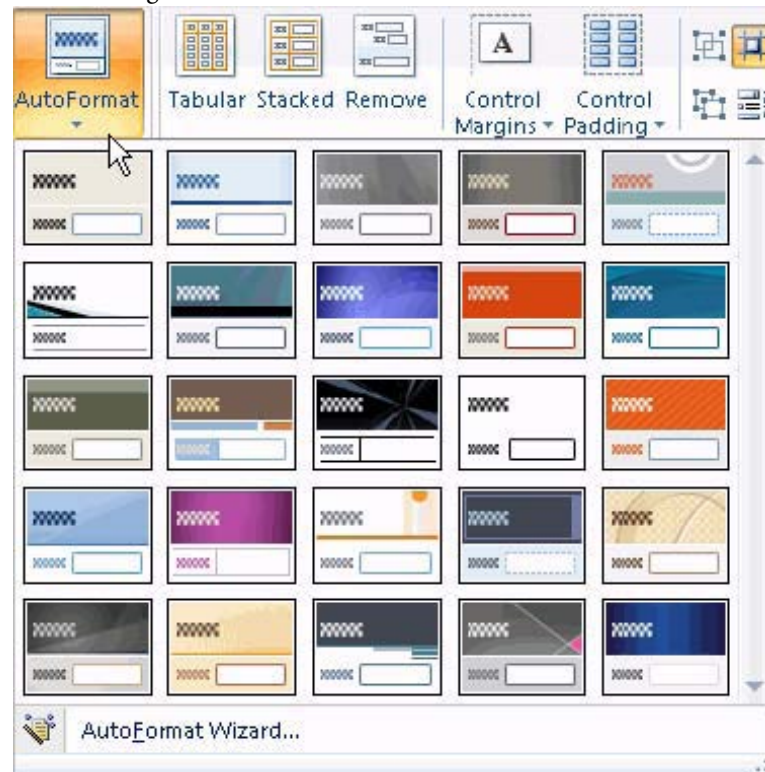 A
AutoFormat Tabular Stacked Remove Control Control
Margins Padding
AutoFormat Wizard...